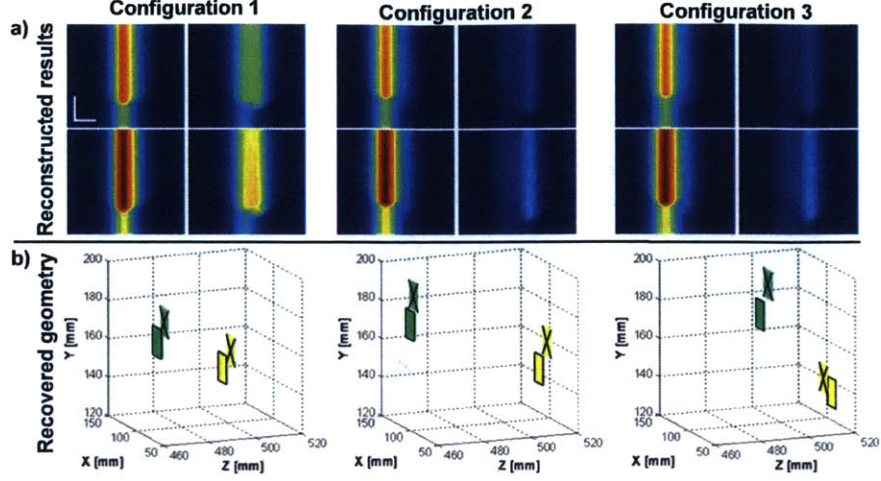 Configuration 1 Configuration 2 Configuration 3
a)
Reconstructed results
b)
Recovered geometry
200 200 200
180 180 180
160 160 160
140 140 140
120 120 120
Y [mm] Y [mm] Y [mm]
150 100 50 150 100 50 150 100 50
460 480 500 520 460 480 500 520 460 480 500 520
X [mm] Z [mm] X [mm] Z [mm] X [mm] Z [mm]